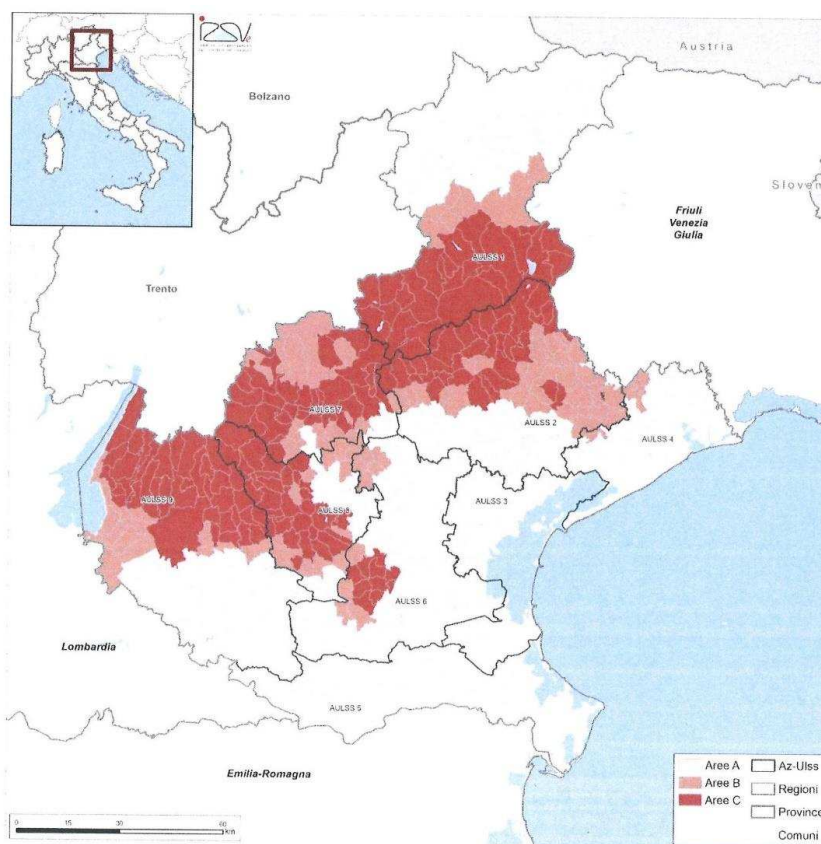 Austria
Bolzano
Friuli
Venezia
Giulia
Sloven
AULSS 1
Trento
AULSS 7
AULSS 2
AULSS 4
AULSS 9
AULSS 8
AULSS 3
AULSS 6
Lombardia
AULSS 5
Emilia-Romagna
Aree A
Aree B
Aree C
Az-Ulss
Regioni
Province
Comuni
0 15 30 60
km